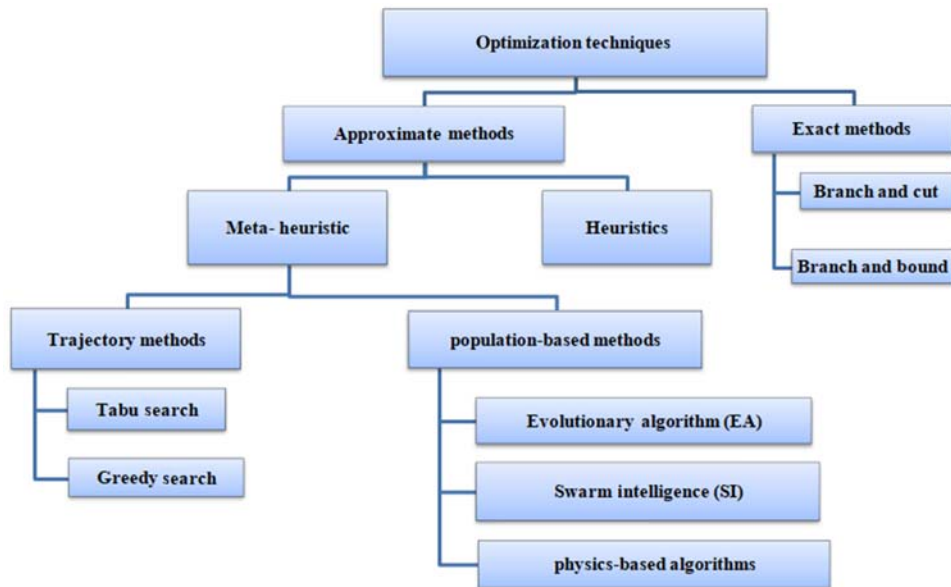 Optimization techniques
Approximate methods
Exact methods
Branch and cut
Meta- heuristic
Heuristics
Branch and bound
Trajectory methods
population-based methods
Tabu search
Evolutionary algorithm (EA)
Greedy search
Swarm intelligence (SI)
physics-based algorithms